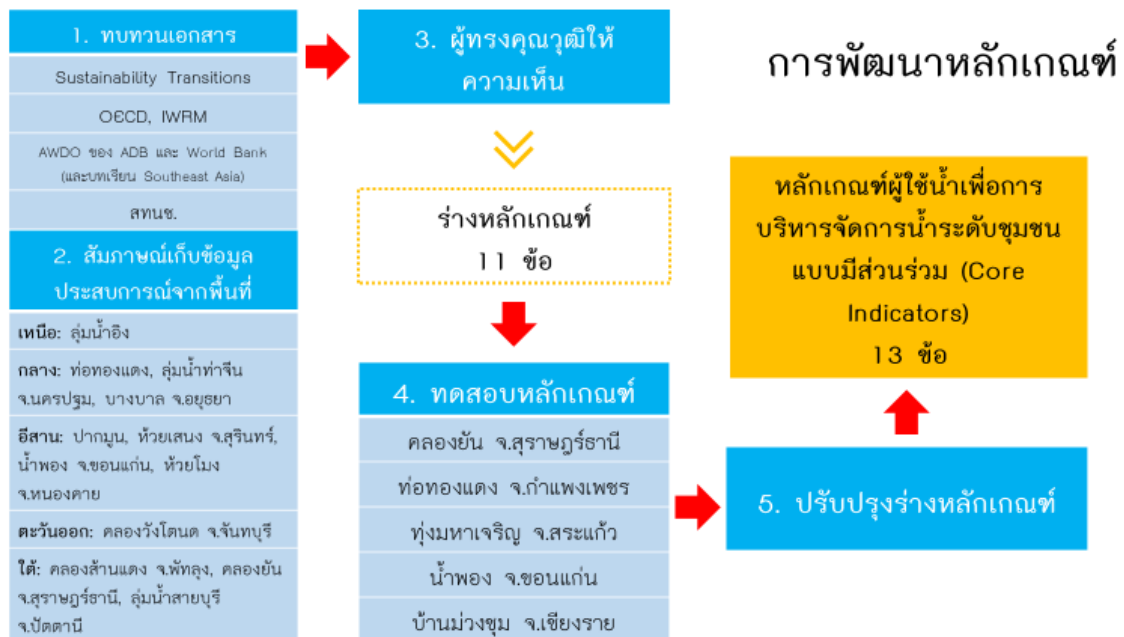 1. ทบทวนเอกสาร
Sustainability Transitions
OECD, IWRM
AWDO ของ ADB และ World Bank
(และบทเรียน Southeast Asia)
สทนช.
2. สัมภาษณ์เก็บข้อมูล
ประสบการณ์จากพื้นที่
เหนือ: ลุ่มน้ำอิง
กลาง: ท่อทองแดง, ลุ่มน้ำท่าจีน
จ.นครปฐม, บางบาล จ.อยุธยา
อีสาน: ปากมูน, ห้วยเสนง จ.สุรินทร์,
น้ำพอง จ.ขอนแก่น, ห้วยโมง
จ.หนองคาย
ตะวันออก: คลองวังโตนด จ.จันทบุรี
ใต้: คลองส้านแดง จ.พัทลุง, คลองยัน
จ.สุราษฎร์ธานี, ลุ่มน้ำสายบุรี
จ.ปัตตานี
3. ผู้ทรงคุณวุฒิให้
ความเห็น
ร่างหลักเกณฑ์
11 ข้อ
4. ทดสอบหลักเกณฑ์
คลองยัน จ.สุราษฎร์ธานี
ท่อทองแดง จ.กำแพงเพชร
ทุ่งมหาเจริญ จ.สระแก้ว
น้ำพอง จ.ขอนแก่น
บ้านม่วงชุม จ.เชียงราย
การพัฒนาหลักเกณฑ์
หลักเกณฑ์ผู้ใช้น้ำเพื่อการ
บริหารจัดการน้ำระดับชุมชน
แบบมีส่วนร่วม (Core
Indicators)
13 ข้อ
5. ปรับปรุงร่างหลักเกณฑ์